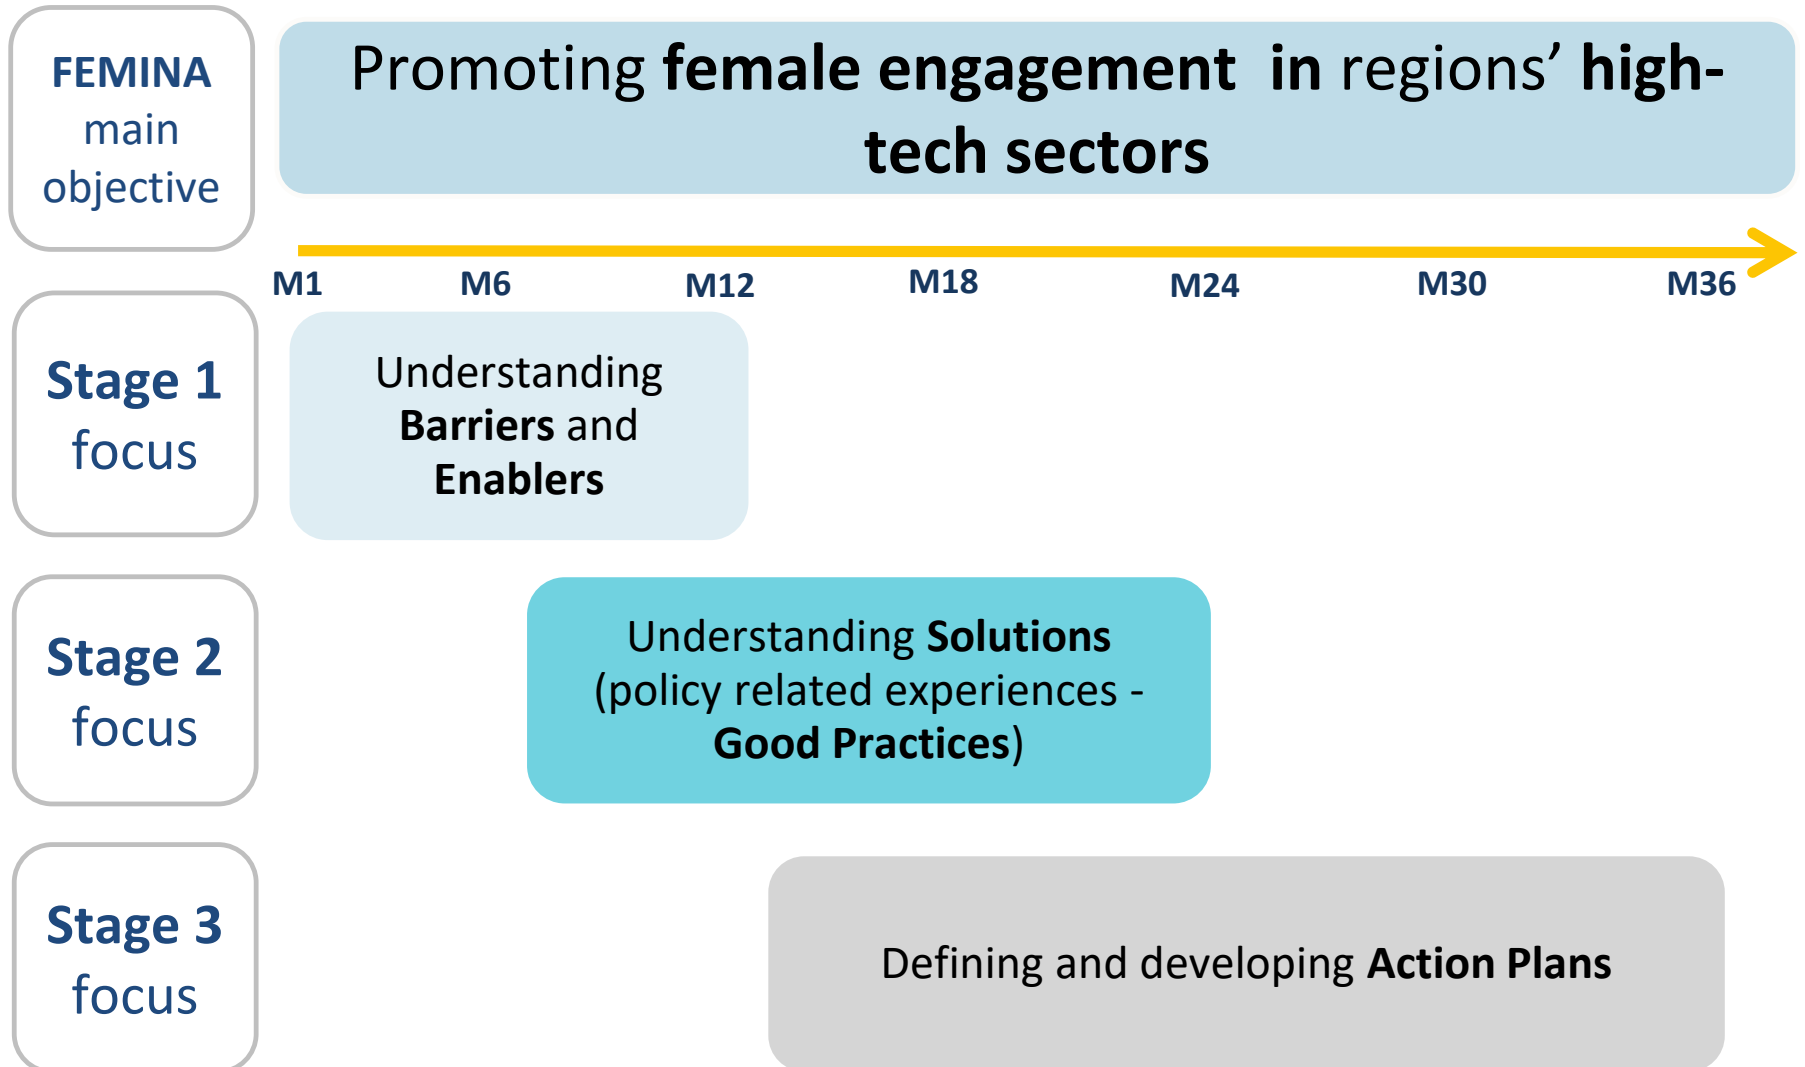 FEMINA
main
objective
Promoting female engagement  in regions’ high-
tech sectors
M1 M6 M12 M18 M24 M30 M36
Stage 1
focus
Understanding
Barriers and
Enablers
Stage 2
focus
Understanding Solutions
(policy related experiences -
Good Practices)
Stage 3
focus
Defining and developing Action Plans